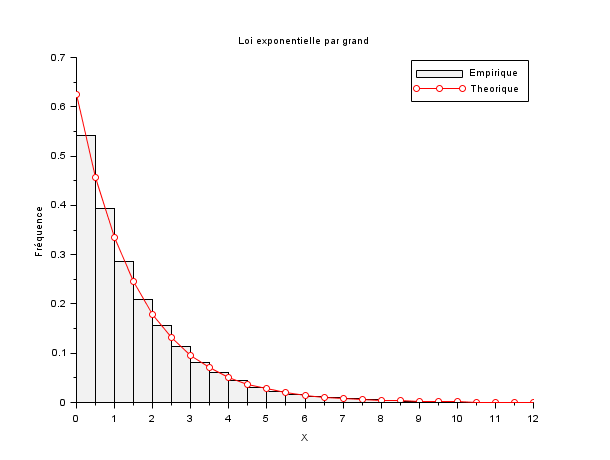 Loi exponentielle par grand
Empirique
Theorique
Fréquence
0.7
0.6
0.5
0.4
0.3
0.2
0.1
0
0 1 2 3 4 5 6 7 8 9 10 11 12
X